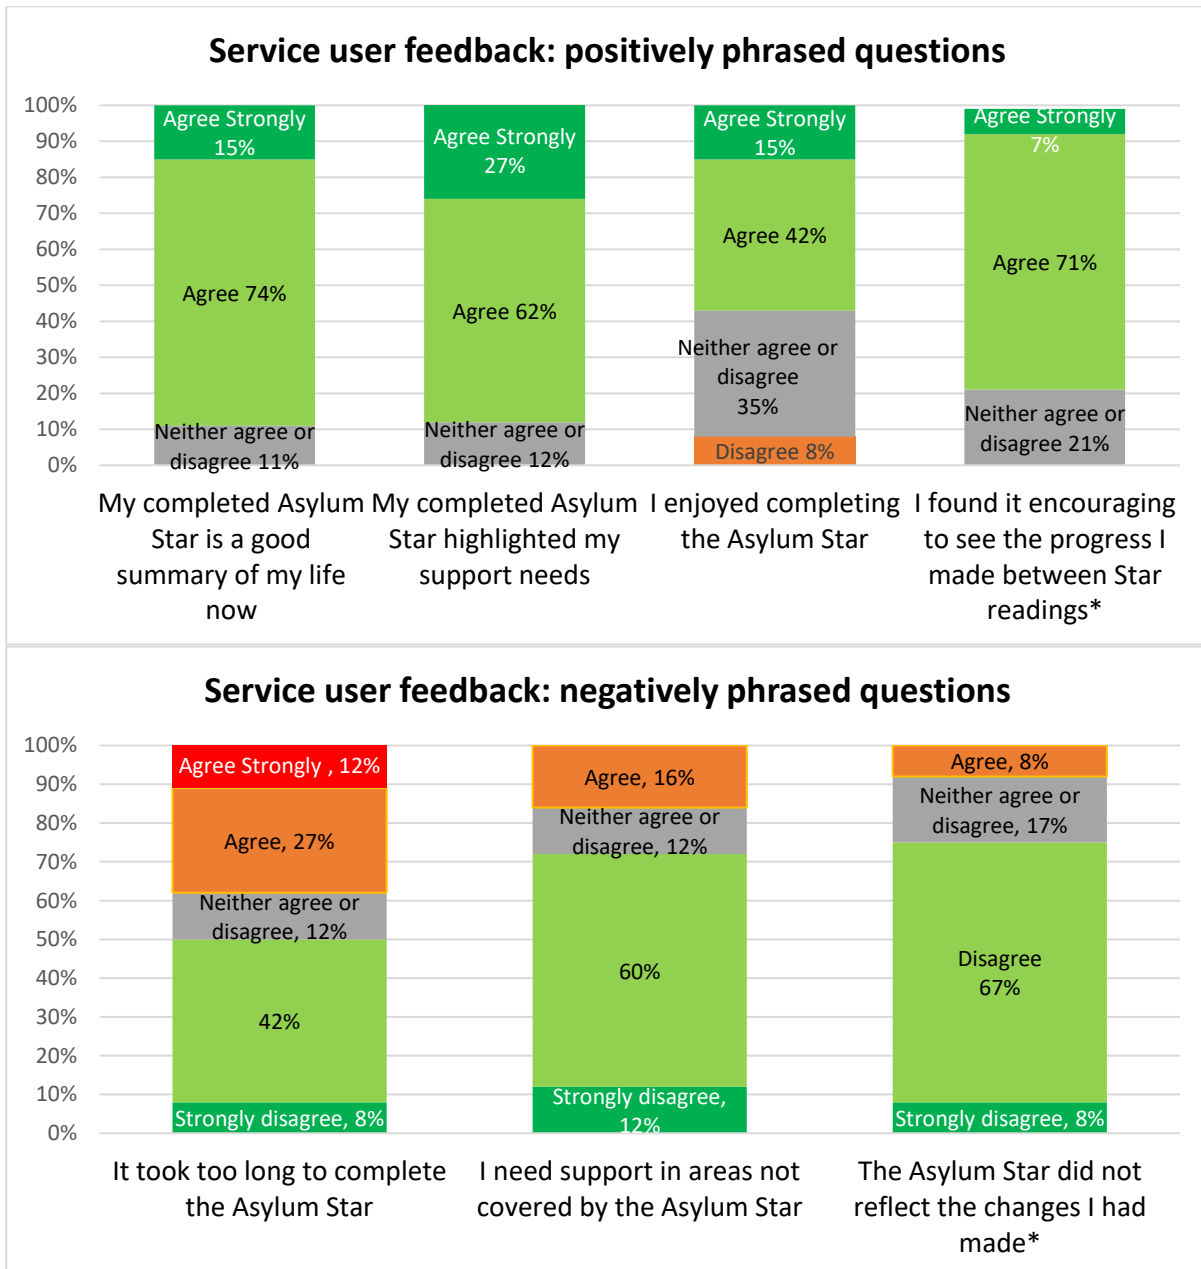 Service user feedback: positively phrased questions
100%
90%
80%
70%
60%
50%
40%
30%
20%
10%
0%
Agree Strongly
15%
Agree 74%
Neither agree or
disagree 11%
Agree Strongly
27%
Agree 62%
Neither agree or
disagree 12%
Agree Strongly
15%
Agree 42%
Neither agree or
disagree
35%
Disagree 8%
Agree Strongly
7%
Agree 71%
Neither agree or
disagree 21%
My completed Asylum
Star is a good
summary of my life
now
My completed Asylum
Star highlighted my
support needs
I enjoyed completing
the Asylum Star
I found it encouraging
to see the progress I
made between Star
readings*
Service user feedback: negatively phrased questions
100%
90%
80%
70%
60%
50%
40%
30%
20%
10%
0%
Agree Strongly , 12%
Agree, 27%
Neither agree or
disagree, 12%
42%
Strongly disagree, 8%
Agree, 16%
Neither agree or
disagree, 12%
60%
Strongly disagree,
12%
Agree, 8%
Neither agree or
disagree, 17%
Disagree
67%
Strongly disagree, 8%
It took too long to complete
the Asylum Star
I need support in areas not
covered by the Asylum Star
The Asylum Star did not
reflect the changes I had
made*